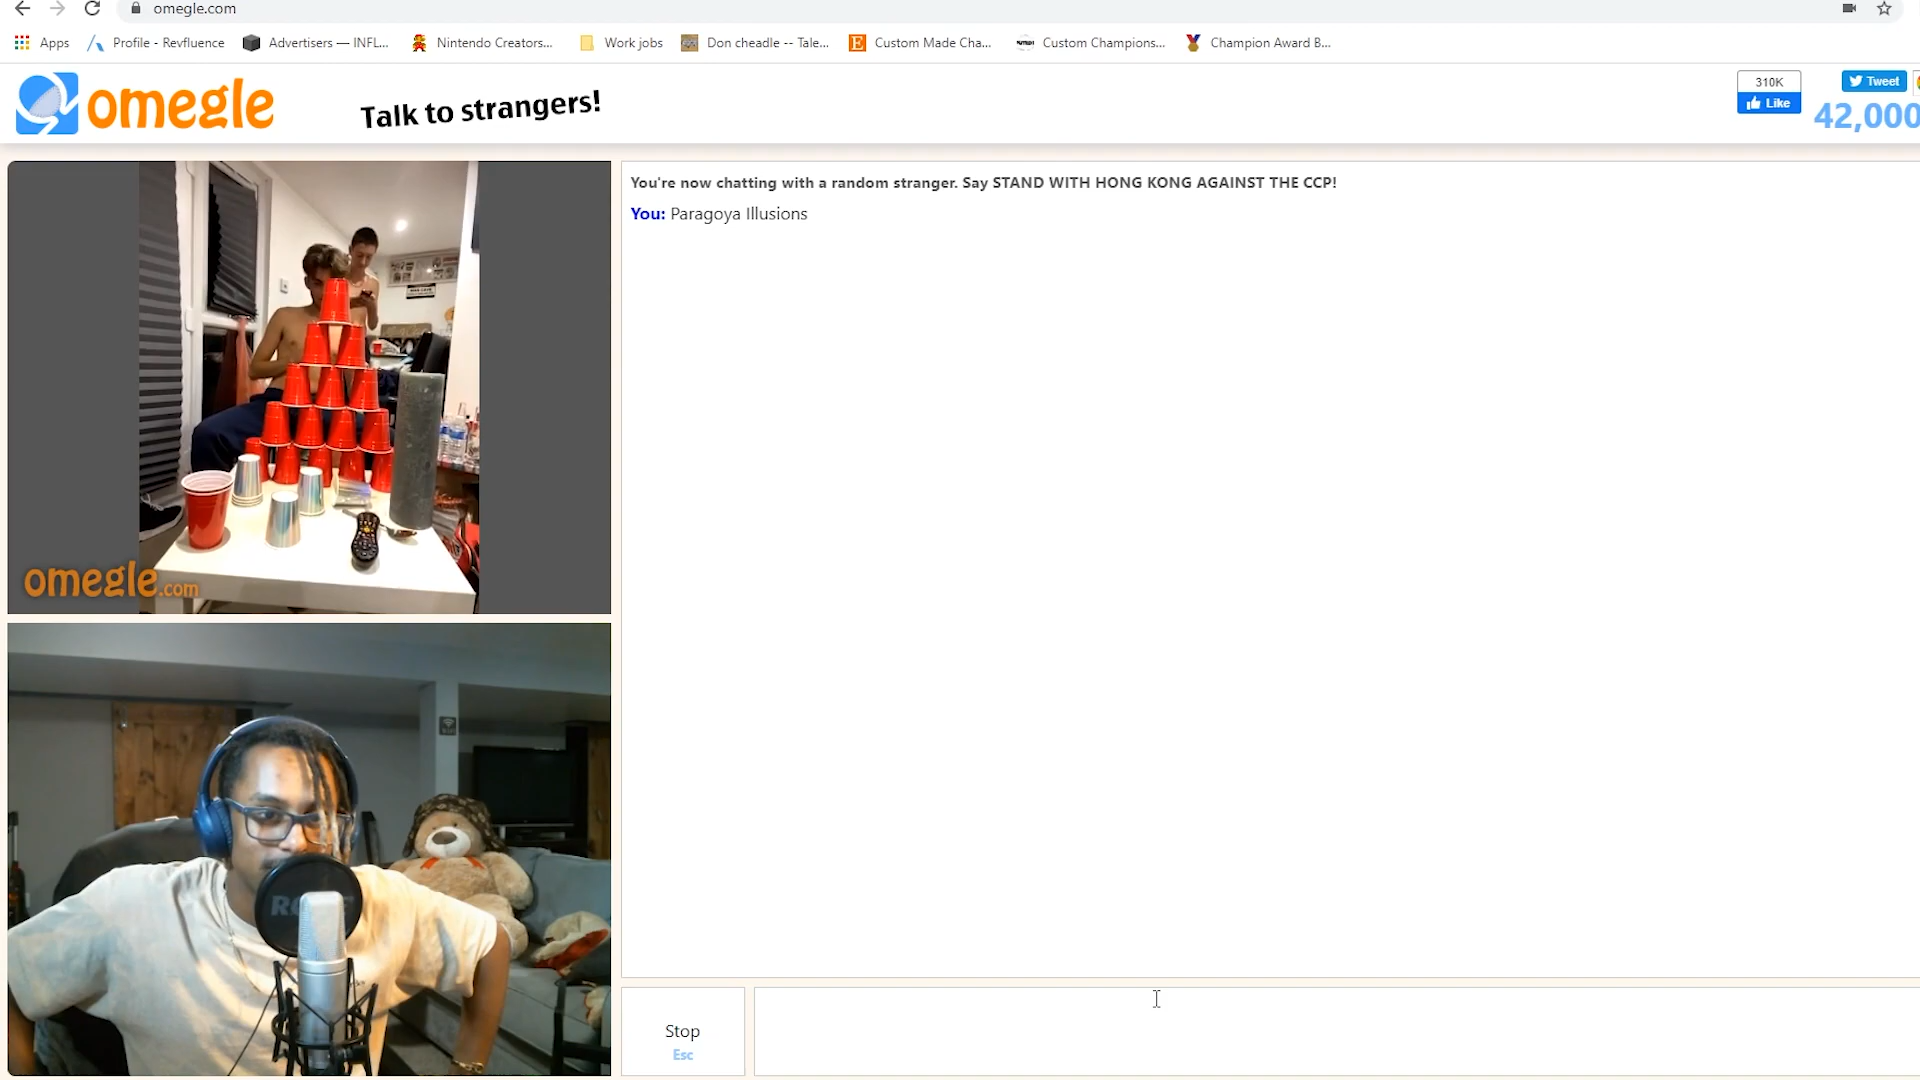 omegle.com
Apps
Profile - Revfluence
Advertisers — INFL...
Nintendo Creators...
Work jobs
Don cheadle -- Tale...
Custom Made Cha...
Custom Champions...
Champion Award B...
omegle
Talk to strangers!
310K
Like
Tweet
42,000
You're now chatting with a random stranger. Say STAND WITH HONG KONG AGAINST THE CCP!
You: Paragoya Illusions
omegle.com
Stop
Esc